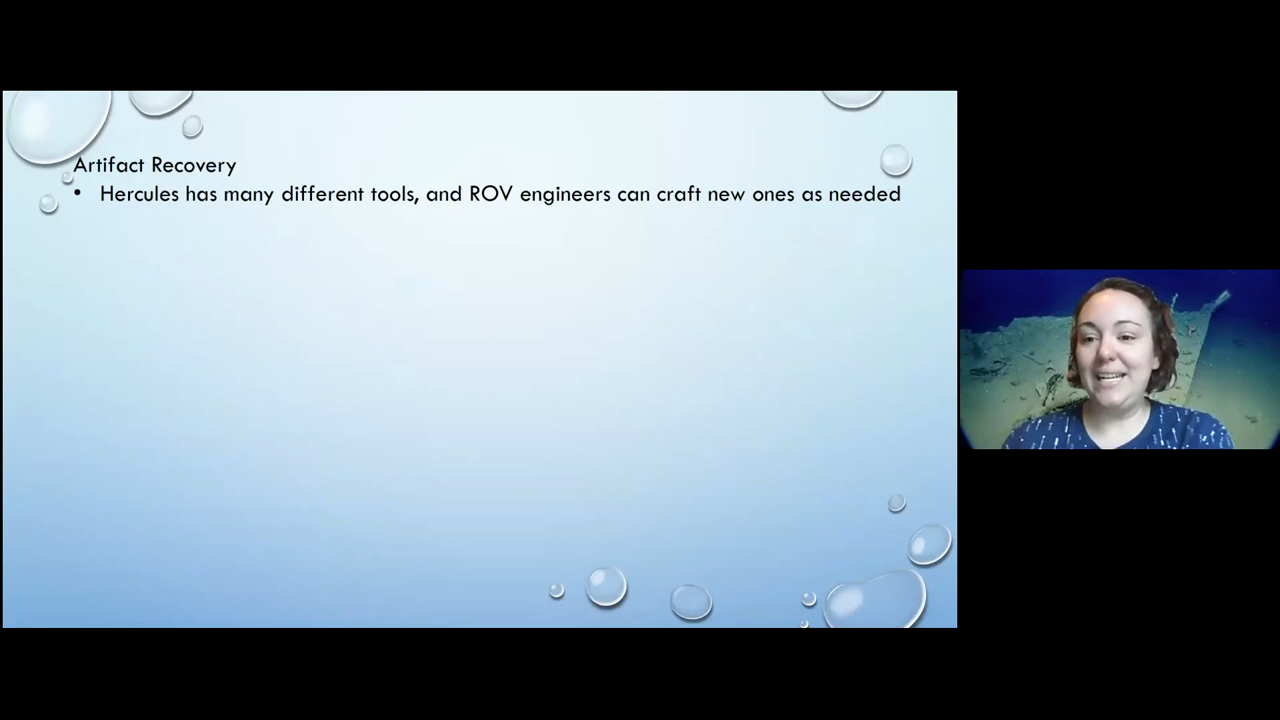 Artifact Recovery
• Hercules has many different tools, and ROV engineers can craft new ones as needed